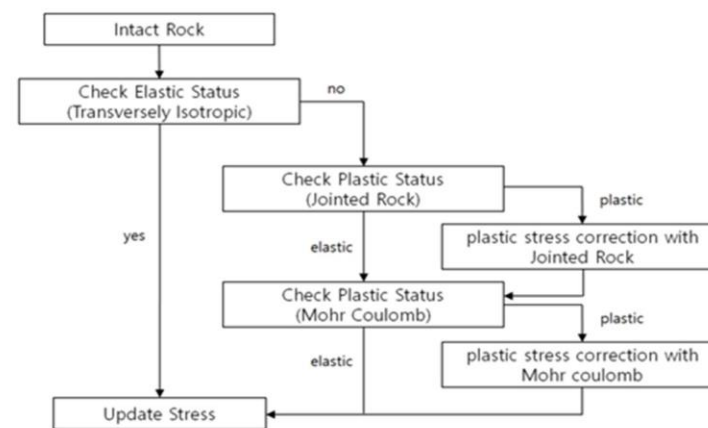 Intact Rock
Check Elastic Status
(Transversely Isotropic)
no
Check Plastic Status
(Jointed Rock)
plastic
yes
elastic
plastic stress correction with
Jointed Rock
Check Plastic Status
(Mohr Coulomb)
plastic
elastic
plastic stress correction with
Mohr coulomb
Update Stress